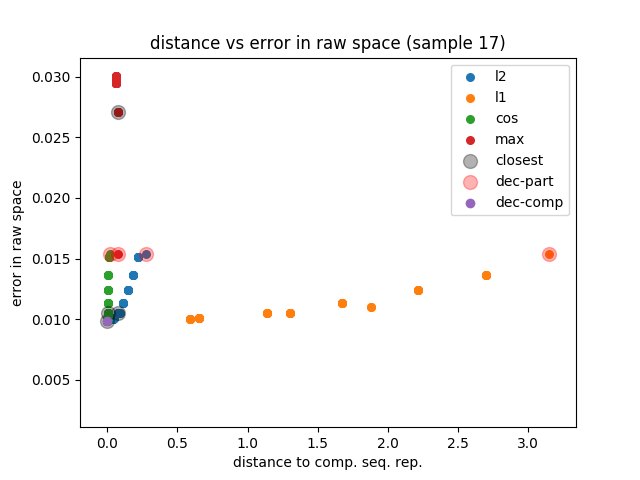 distance vs error in raw space (sample 17)
error in raw space
0.030
0.025
0.020
0.015
0.010
0.005
l2
l1
cos
max
closest
dec-part
dec-comp
0.0 0.5 1.0 1.5 2.0 2.5 3.0
distance to comp. seq. rep.